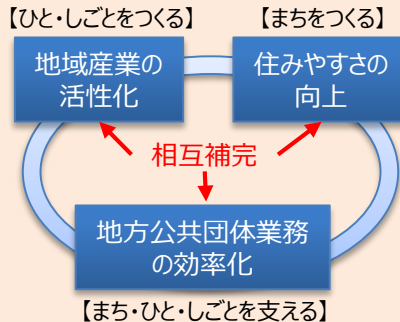 【ひと・しごとをつくる】
【まちをつくる】
地域産業の
活性化
住みやすさの
向上
相互補完
地方公共団体業務
の効率化
【まち・ひと・しごとを支える】